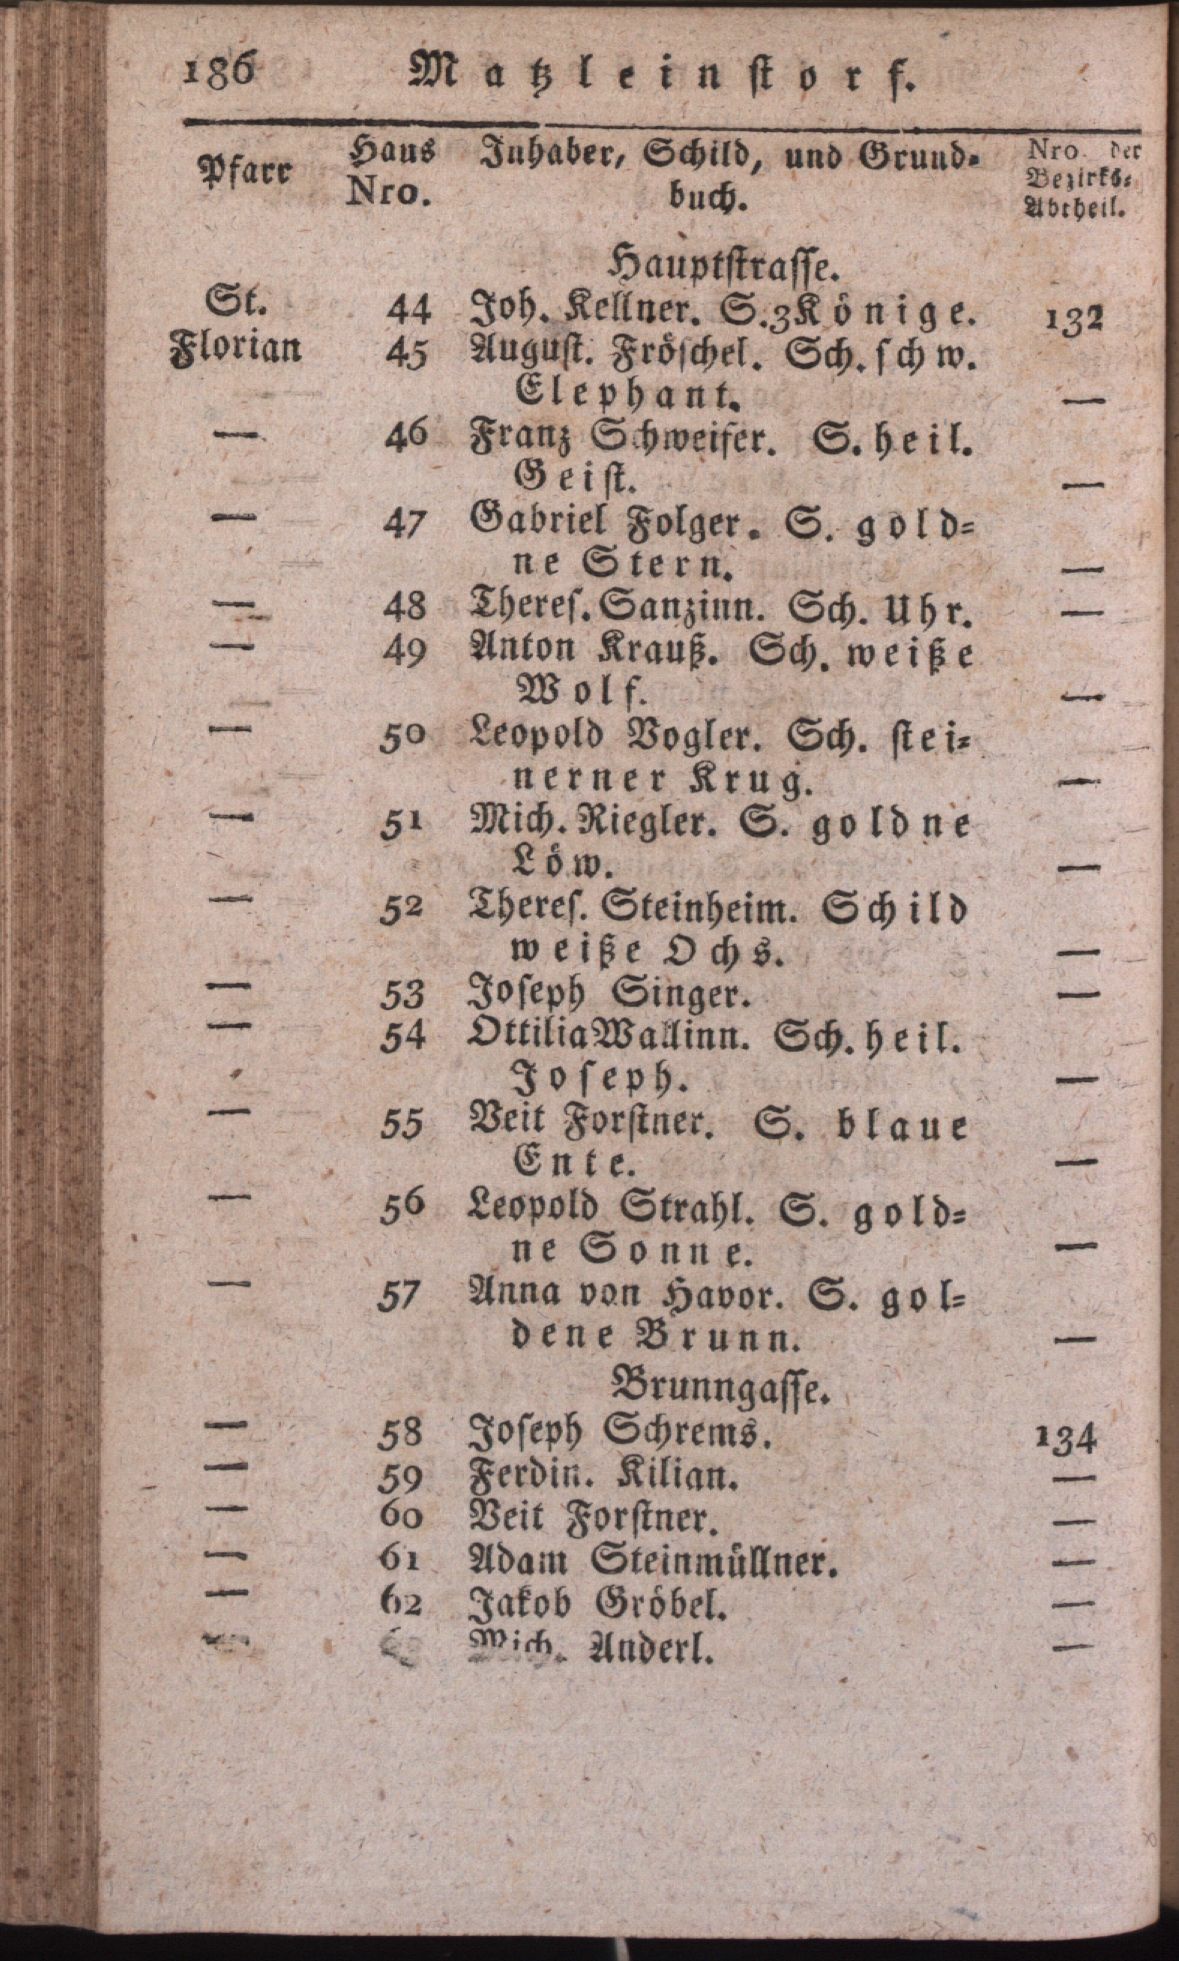 186 Matzleinstorf.
Pfarr Haus Nro. Inhaber, Schild, und Grund= buch. Nro. der Bezirks= Abtheil.
Hauptstrasse.
St. 44 Joh. Kellner. S. 3 Könige. 132
Florian 45 August. Fröschel. Sch. schw.
Elephant. —
— 46 Franz Schweifer. S. heil.
Geist. —
— 47 Gabriel Folger. S. gold=
ne Stern. —
— 48 Theres. Sanzinn. Sch. Uhr. —
— 49 Anton Krauß. Sch. weiße
Wolf. —
— 50 Leopold Vogler. Sch. stei=
nerner Krug. —
— 51 Mich. Riegler. S. goldne
Löw. —
— 52 Theres. Steinheim. Schild
weiße Ochs. —
— 53 Joseph Singer. —
— 54 Ottilia Wallinn. Sch. heil.
Joseph. —
— 55 Veit Forstner. S. blaue
Ente. —
— 56 Leopold Strahl. S. gold=
ne Sonne. —
— 57 Anna von Havor. S. gol=
dene Brunn. —
Brunngasse.
— 58 Joseph Schrems. 134
— 59 Ferdin. Kilian. —
— 60 Veit Forstner. —
— 61 Adam Steinmüllner. —
— 62 Jakob Gröbel. —
— Mich. Anderl. —